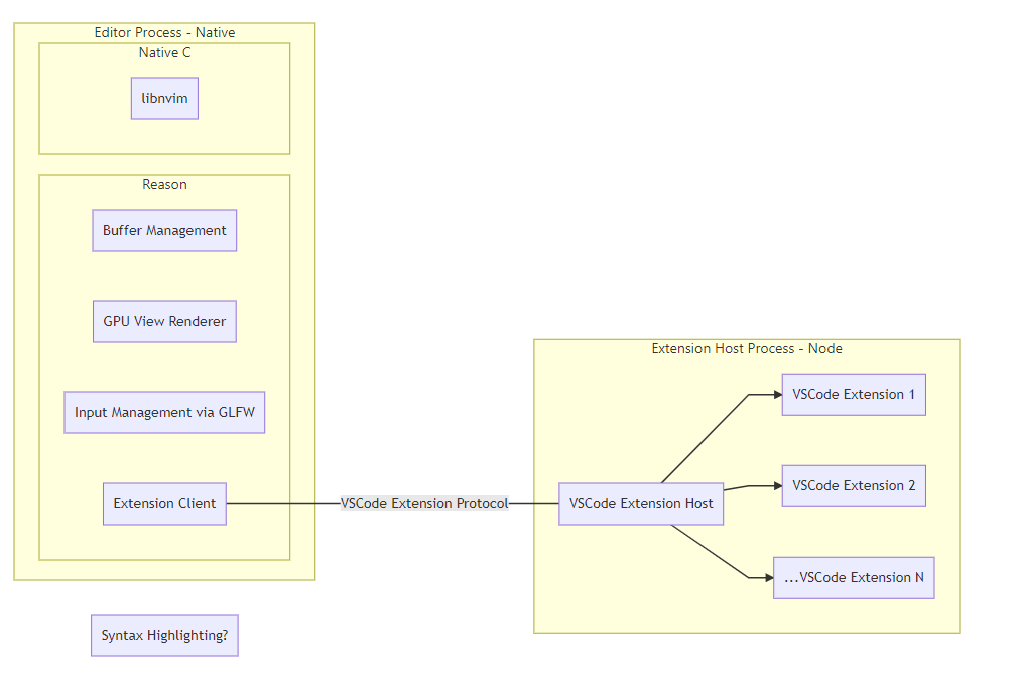 Editor Process - Native
Native C
libnvim
Reason
Buffer Management
GPU View Renderer
Input Management via GLFW
Extension Client
VSCode Extension Protocol
Extension Host Process - Node
VSCode Extension Host
VSCode Extension 1
VSCode Extension 2
...VSCode Extension N
Syntax Highlighting?